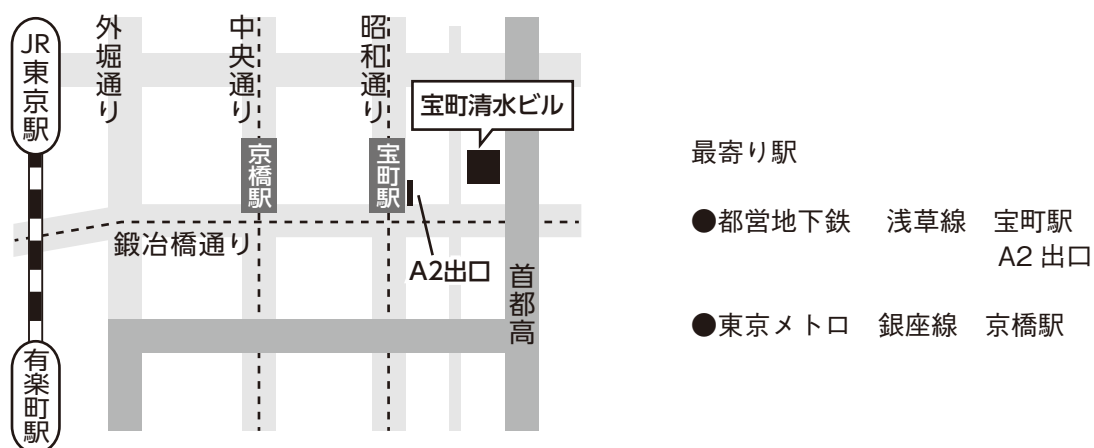 JR東京駅
外堀通り
中央通り
昭和通り
宝町清水ビル
京橋駅
宝町駅
鍛冶橋通り
A2出口
首都高
有楽町駅
最寄り駅
●都営地下鉄　浅草線　宝町駅
A2 出口
●東京メトロ　銀座線　京橋駅